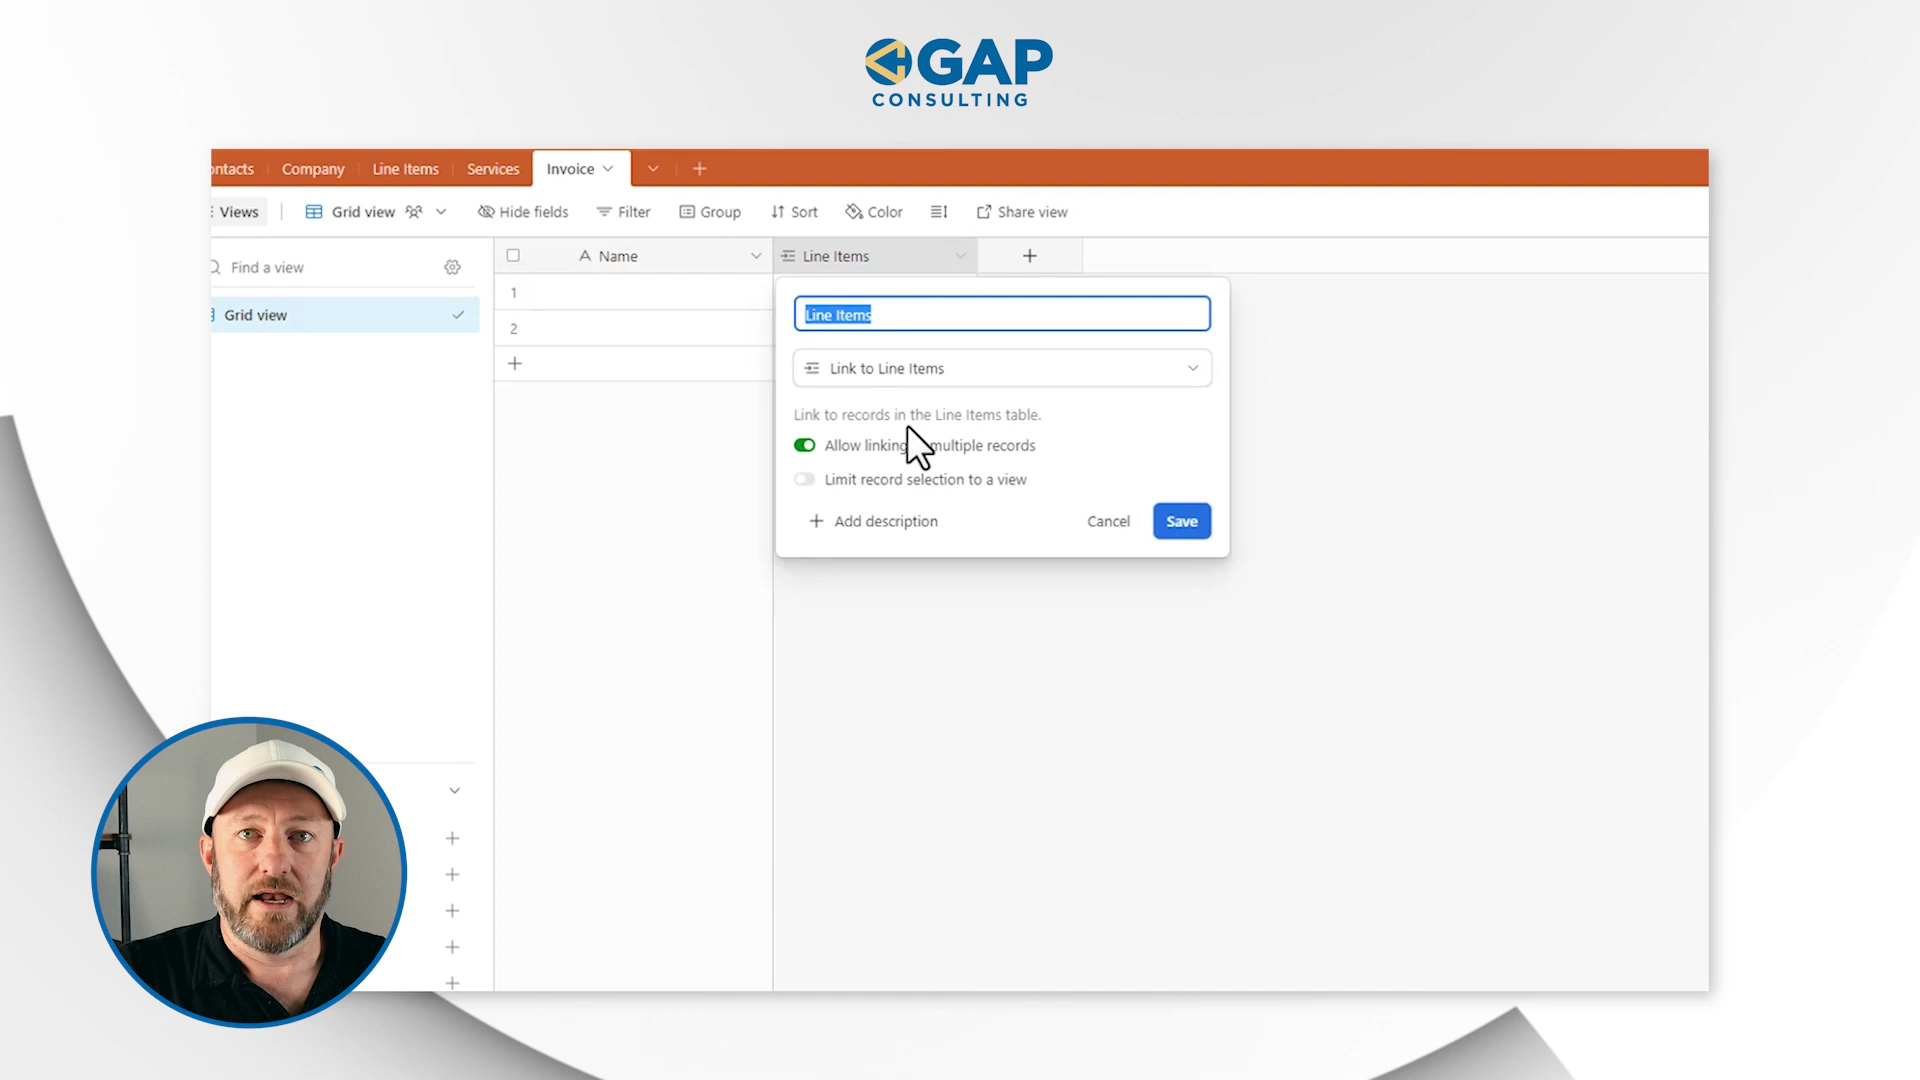 GAP
CONSULTING
ontacts
Company
Line Items
Services
Invoice
Views
Grid view
Hide fields
Filter
Group
Sort
Color
Share view
Find a view
Grid view
Name
Line Items
1
2
Line Items
Link to Line Items
Link to records in the Line Items table.
Allow linking multiple records
Limit record selection to a view
Add description
Cancel
Save